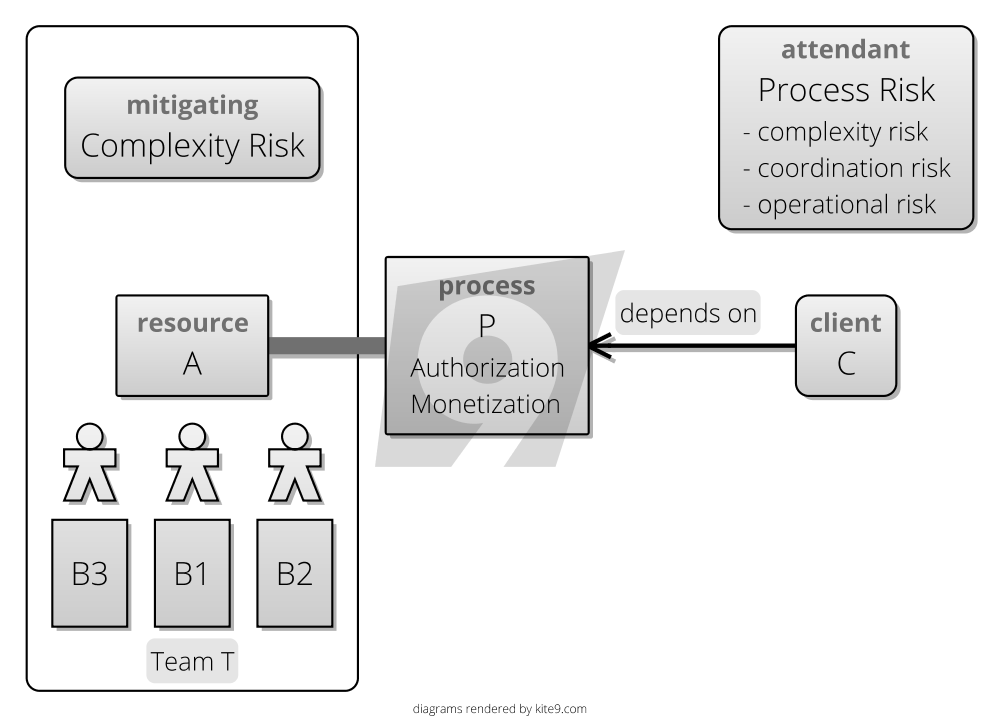 mitigating
Complexity Risk
attendant
Process Risk
- complexity risk
- coordination risk
- operational risk
resource
A
process
P
Authorization
Monetization
depends on
client
C
B3
B1
B2
Team T
diagrams rendered by kite9.com